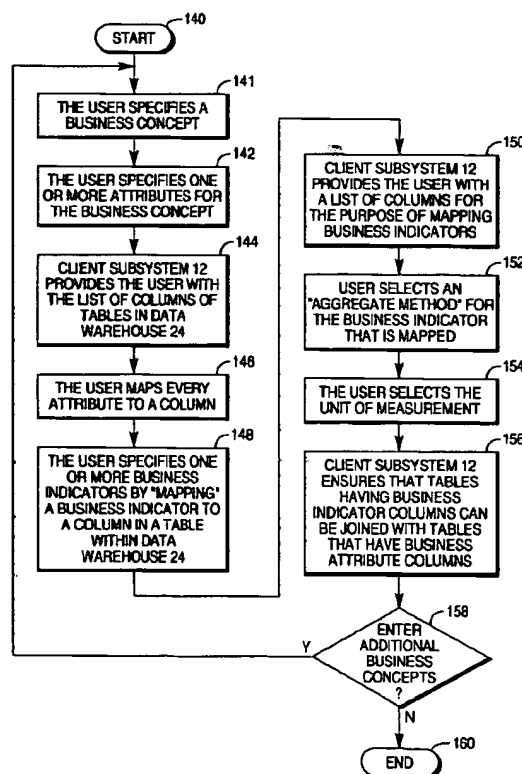 140
START
141
THE USER SPECIFIES A
BUSINESS CONCEPT
142
THE USER SPECIFIES ONE
OR MORE ATTRIBUTES FOR
THE BUSINESS CONCEPT
144
CLIENT SUBSYSTEM 12
PROVIDES THE USER WITH
THE LIST OF COLUMNS OF
TABLES IN DATA
WAREHOUSE 24
146
THE USER MAPS EVERY
ATTRIBUTE TO A COLUMN
148
THE USER SPECIFIES ONE
OR MORE BUSINESS
INDICATORS BY "MAPPING"
A BUSINESS INDICATOR TO
A COLUMN IN A TABLE
WITHIN DATA
WAREHOUSE 24
150
CLIENT SUBSYSTEM 12
PROVIDES THE USER WITH
A LIST OF COLUMNS FOR
THE PURPOSE OF MAPPING
BUSINESS INDICATORS
152
USER SELECTS AN
"AGGREGATE METHOD" FOR
THE BUSINESS INDICATOR
THAT IS MAPPED
154
THE USER SELECTS THE
UNIT OF MEASUREMENT
156
CLIENT SUBSYSTEM 12
ENSURES THAT TABLES
HAVING BUSINESS
INDICATOR COLUMNS CAN
BE JOINED WITH TABLES
THAT HAVE BUSINESS
ATTRIBUTE COLUMNS
158
ENTER
ADDITIONAL
BUSINESS
CONCEPTS
?
Y
N
160
END